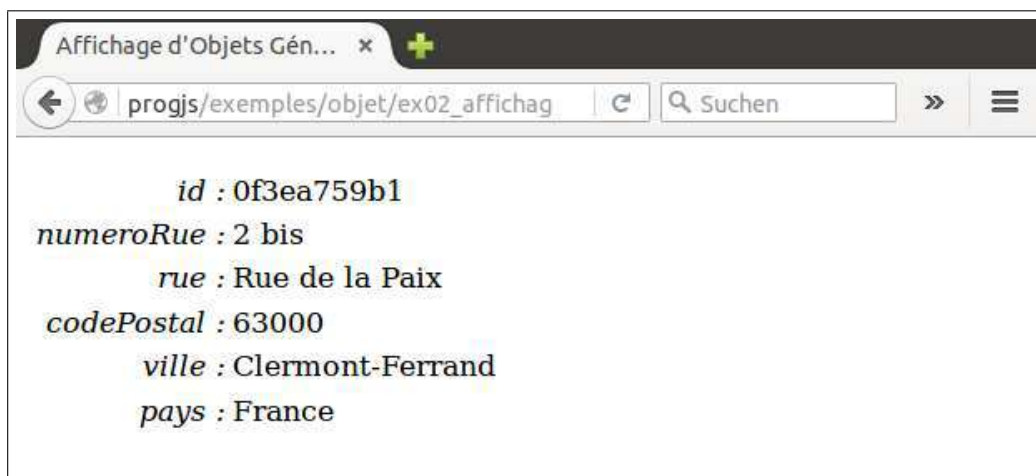 Affichage d'Objets Gén...
progjs/exemples/objet/ex02_affichag
Suchen
id : 0f3ea759b1
numeroRue : 2 bis
rue : Rue de la Paix
codePostal : 63000
ville : Clermont-Ferrand
pays : France